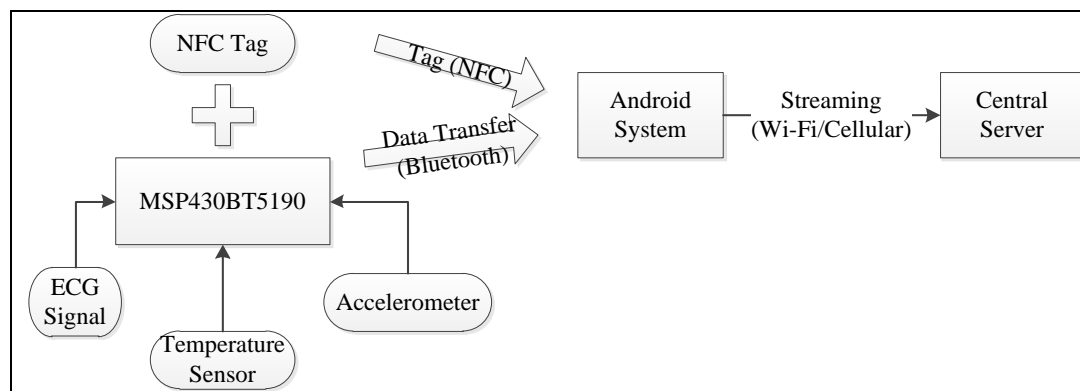 NFC Tag
Tag (NFC)
Data Transfer
(Bluetooth)
Android
System
Streaming
(Wi-Fi/Cellular)
Central
Server
MSP430BT5190
ECG
Signal
Accelerometer
Temperature
Sensor